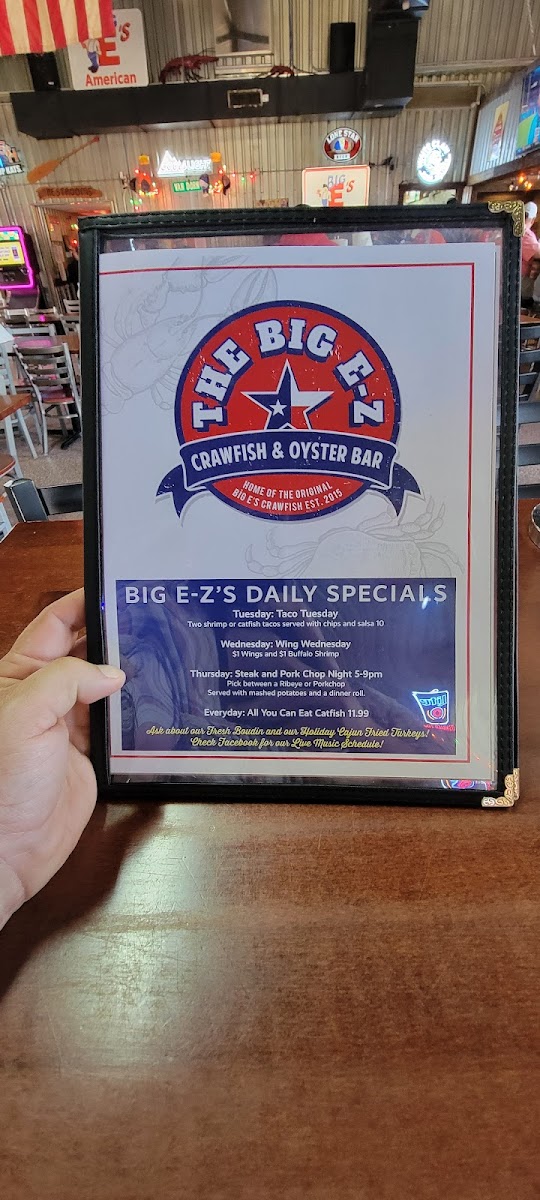 E's
American
LONE STAR
BEER
BIG
E's
THE BIG E-Z
CRAWFISH & OYSTER BAR
HOME OF THE ORIGINAL
BIG E'S CRAWFISH EST. 2015
BIG E-Z'S DAILY SPECIALS
Tuesday: Taco Tuesday
Two shrimp or catfish tacos served with chips and salsa 10
Wednesday: Wing Wednesday
$1 Wings and $1 Buffalo Shrimp
Thursday: Steak and Pork Chop Night 5-9pm
Pick between a Ribeye or Porkchop
Served with mashed potatoes and a dinner roll.
Everyday: All You Can Eat Catfish 11.99
Ask about our Fresh Boudin and our Holiday Cajun Fried Turkeys!
Check Facebook for our Live Music Schedule!